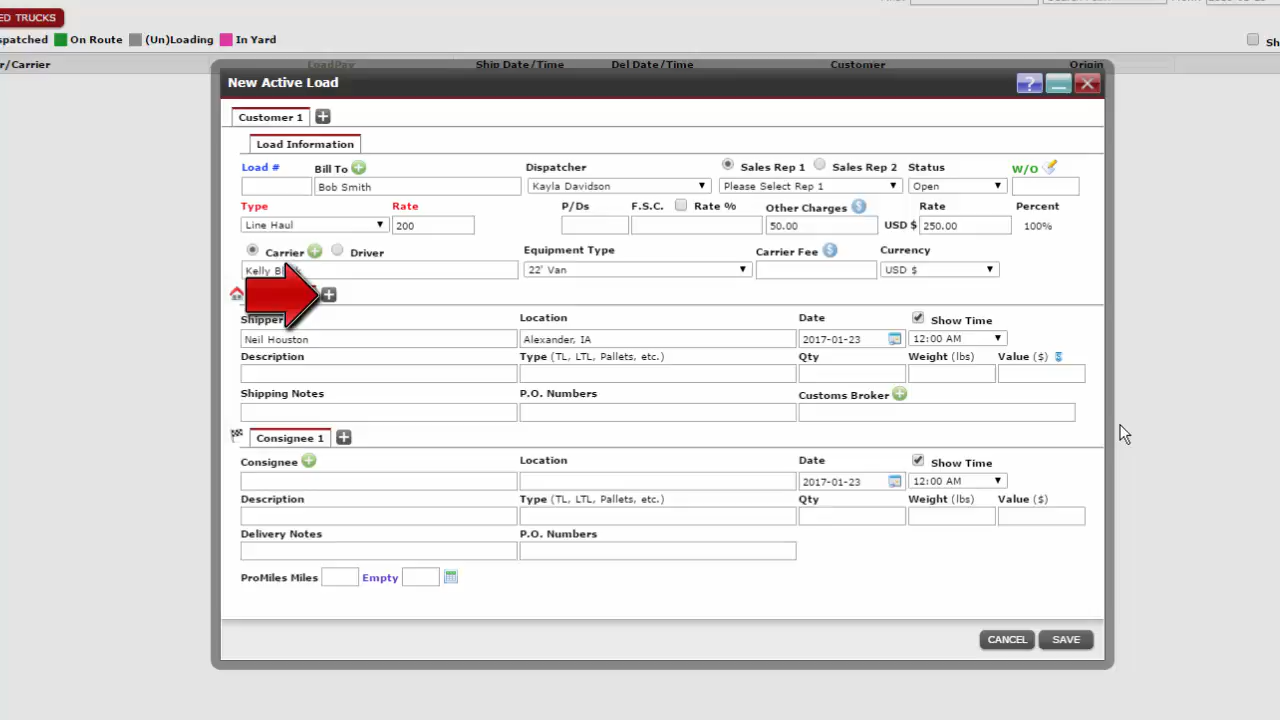 ED TRUCKS
spatched On Route (Un)Loading In Yard
r/Carrier LoadPay Ship Date/Time Del Date/Time Customer Origin
New Active Load
?
Customer 1
Load Information
Load # Bill To Dispatcher Sales Rep 1 Sales Rep 2 Status W/O
Bob Smith Kayla Davidson Please Select Rep 1 Open
Type Rate P/Ds F.S.C. Rate % Other Charges Rate Percent
Line Haul 200 50.00 USD $ 250.00 100%
Carrier Driver Equipment Type Carrier Fee Currency
Kelly B 22' Van USD $
Shipper Location Date Show Time
Neil Houston Alexander, IA 2017-01-23 12:00 AM
Description Type (TL, LTL, Pallets, etc.) Qty Weight (lbs) Value ($)
Shipping Notes P.O. Numbers Customs Broker
Consignee 1
Consignee Location Date Show Time
2017-01-23 12:00 AM
Description Type (TL, LTL, Pallets, etc.) Qty Weight (lbs) Value ($)
Delivery Notes P.O. Numbers
ProMiles Miles Empty
CANCEL SAVE